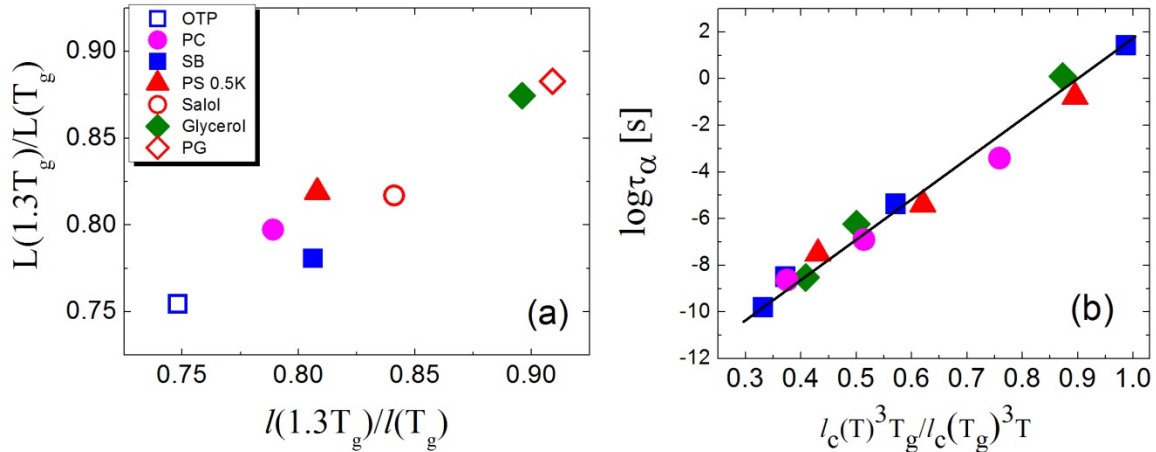 OTP
PC
SB
PS 0.5K
Salol
Glycerol
PG
L(1.3T_g)/L(T_g)
0.90
0.85
0.80
0.75
(a)
0.75 0.80 0.85 0.90
l(1.3T_g)/l(T_g)
logτ_α [s]
2
0
-2
-4
-6
-8
-10
-12
(b)
0.3 0.4 0.5 0.6 0.7 0.8 0.9 1.0
l_c(T)^3T_g/l_c(T_g)^3T